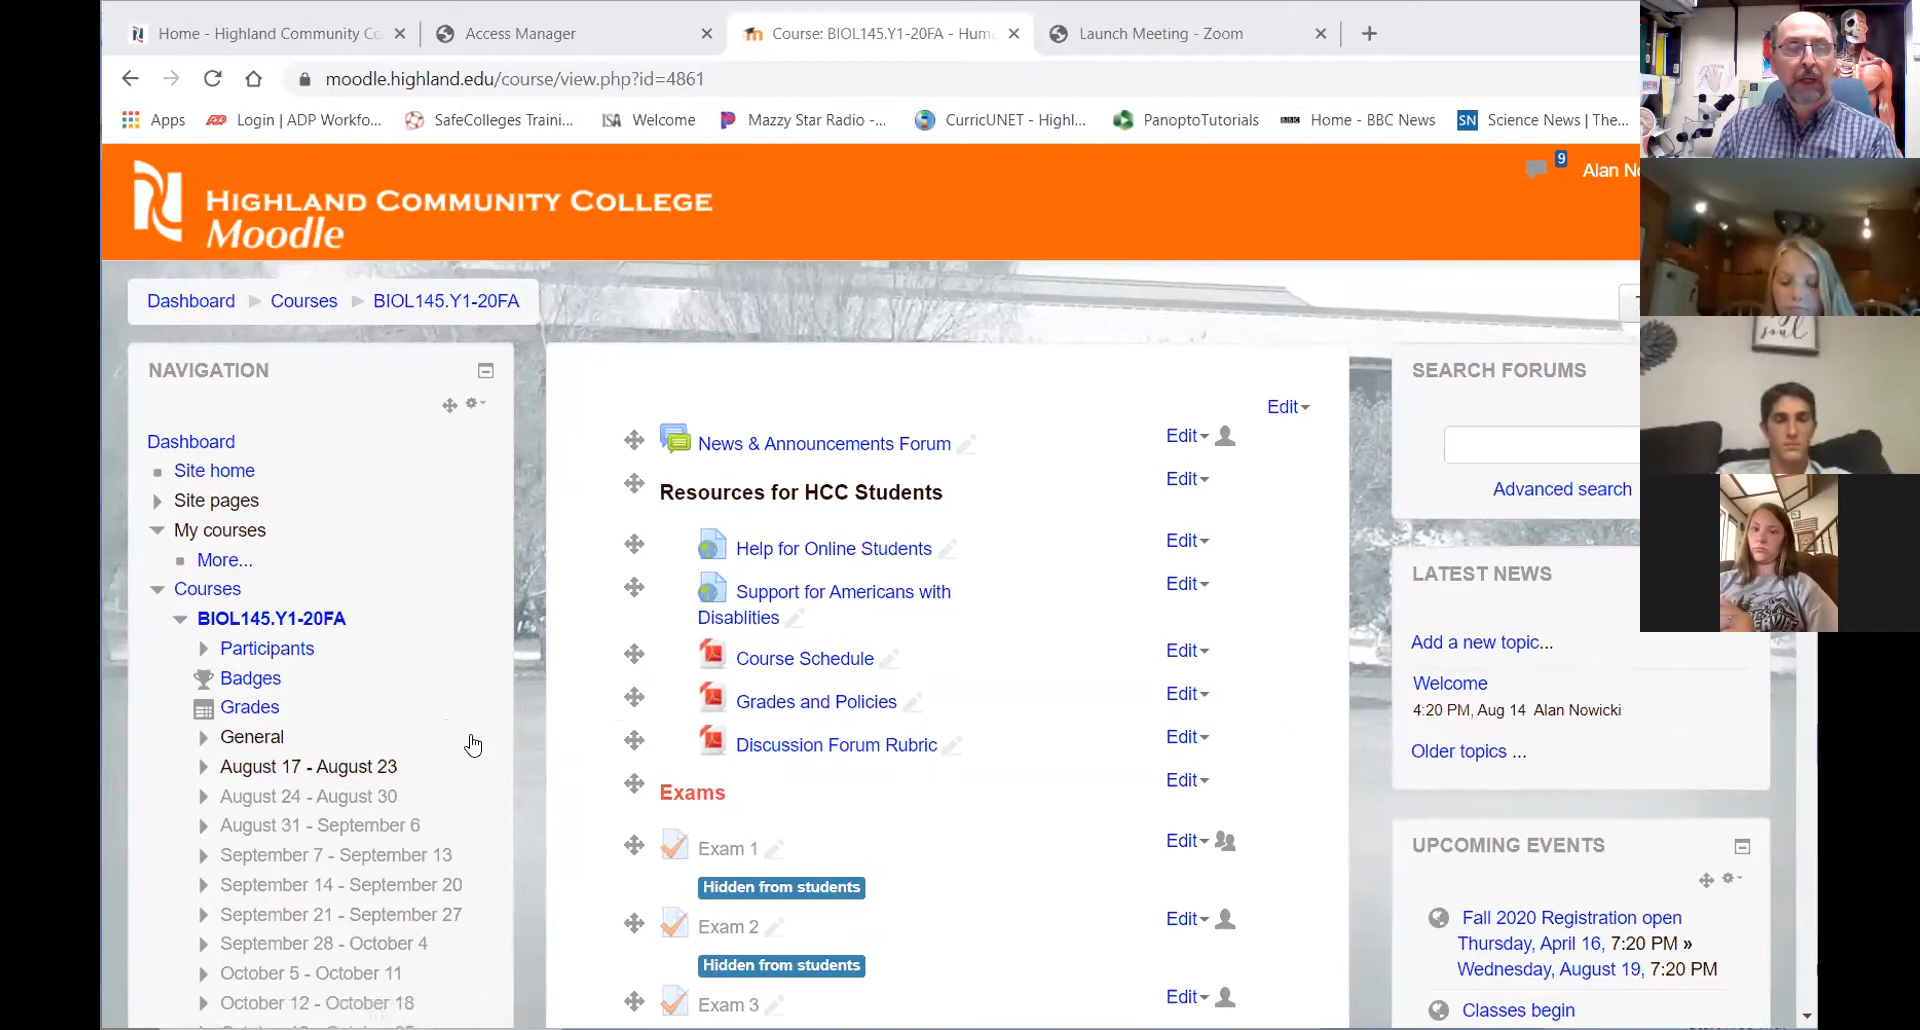 Home - Highland Community Co
Access Manager
Course: BIOL145.Y1-20FA - Huma
Launch Meeting - Zoom
moodle.highland.edu/course/view.php?id=4861
Apps
Login | ADP Workfo...
SafeColleges Traini...
ISA Welcome
Mazzy Star Radio -...
CurricUNET - Highl...
PanoptoTutorials
BBC Home - BBC News
SN Science News | The...
9
Alan No
HIGHLAND COMMUNITY COLLEGE
Moodle
Dashboard
Courses
BIOL145.Y1-20FA
NAVIGATION
Dashboard
Site home
Site pages
My courses
More...
Courses
BIOL145.Y1-20FA
Participants
Badges
Grades
General
August 17 - August 23
August 24 - August 30
August 31 - September 6
September 7 - September 13
September 14 - September 20
September 21 - September 27
September 28 - October 4
October 5 - October 11
October 12 - October 18
Edit
News & Announcements Forum Edit
Resources for HCC Students Edit
Help for Online Students Edit
Support for Americans with Edit
Disablities
Course Schedule Edit
Grades and Policies Edit
Discussion Forum Rubric Edit
Exams Edit
Exam 1 Edit
Hidden from students
Exam 2 Edit
Hidden from students
Exam 3 Edit
SEARCH FORUMS
Advanced search
LATEST NEWS
Add a new topic...
Welcome
4:20 PM, Aug 14 Alan Nowicki
Older topics ...
UPCOMING EVENTS
Fall 2020 Registration open
Thursday, April 16, 7:20 PM »
Wednesday, August 19, 7:20 PM
Classes begin
soul